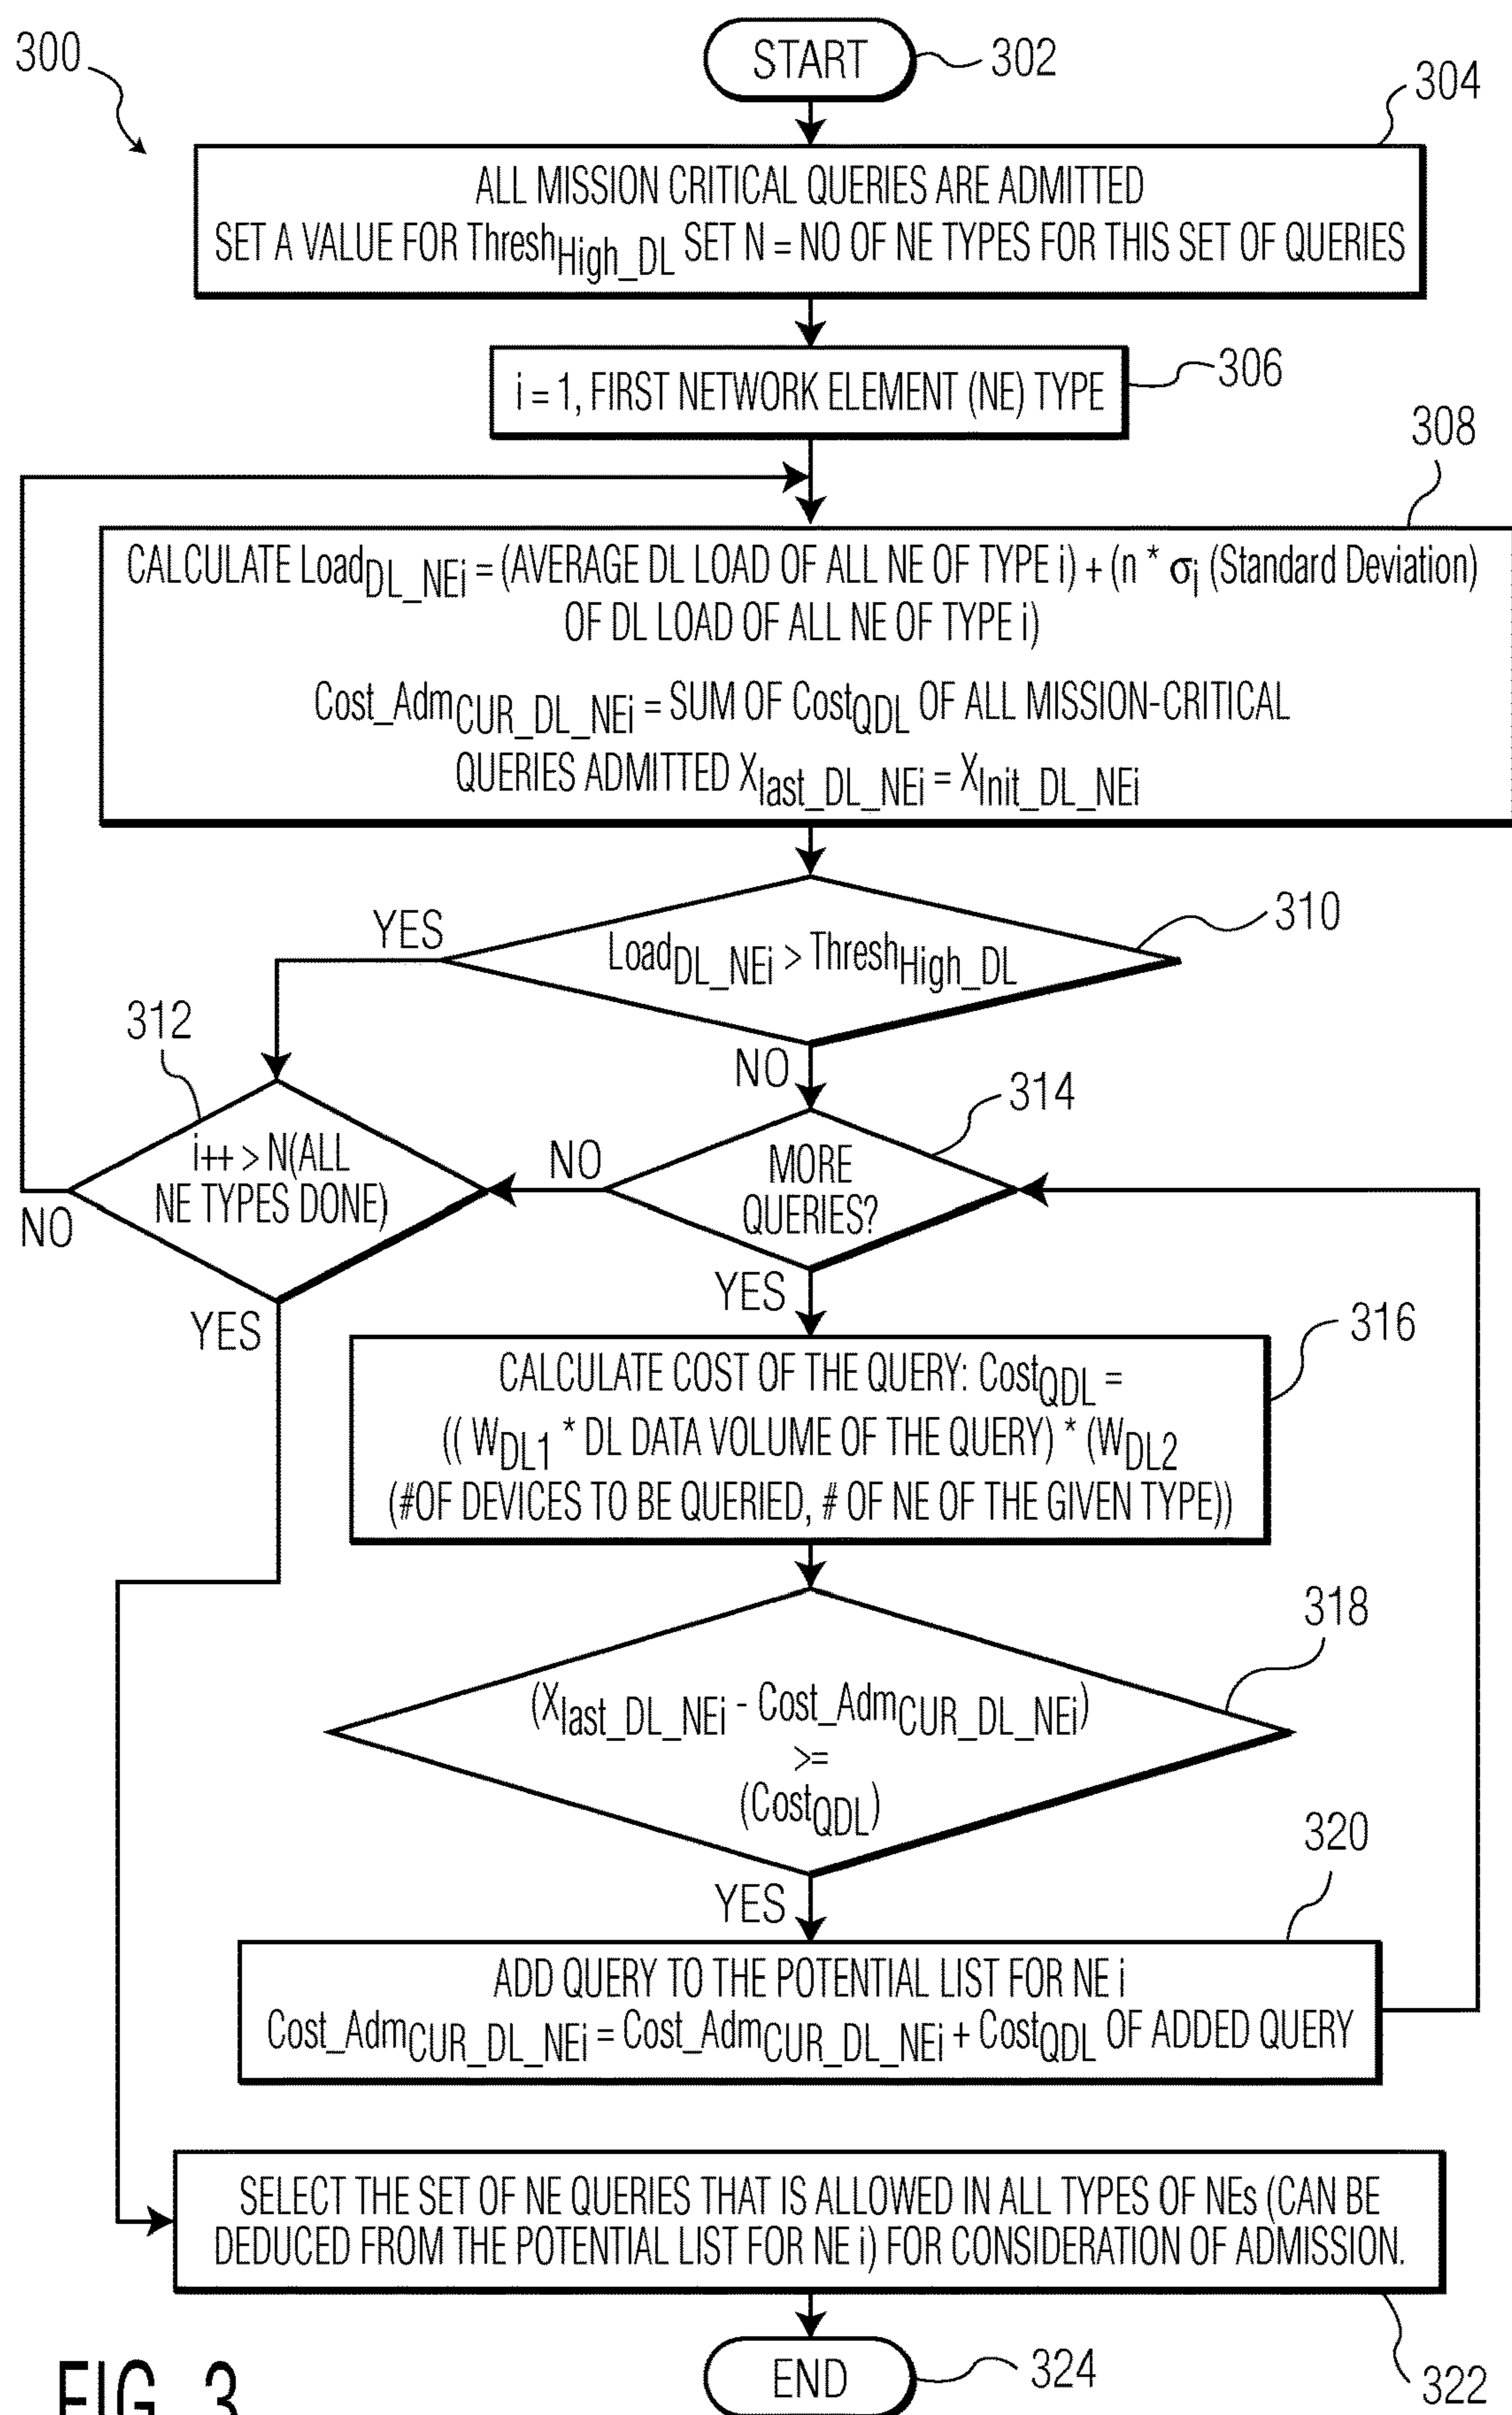 300
START
302
304
ALL MISSION CRITICAL QUERIES ARE ADMITTED
SET A VALUE FOR ThreshHigh_DL SET N = NO OF NE TYPES FOR THIS SET OF QUERIES
i = 1, FIRST NETWORK ELEMENT (NE) TYPE
306
308
CALCULATE LoadDL_NEi = (AVERAGE DL LOAD OF ALL NE OF TYPE i) + (n * σi (Standard Deviation)
OF DL LOAD OF ALL NE OF TYPE i)
Cost_AdmCUR_DL_NEi = SUM OF CostQDL OF ALL MISSION-CRITICAL
QUERIES ADMITTED Xlast_DL_NEi = XInit_DL_NEi
YES
LoadDL_NEi > ThreshHigh_DL
310
312
NO
314
i++ > N(ALL
NE TYPES DONE)
NO
MORE
QUERIES?
NO
YES
YES
316
CALCULATE COST OF THE QUERY: CostQDL =
(( WDL1 * DL DATA VOLUME OF THE QUERY) * (WDL2
(#OF DEVICES TO BE QUERIED, # OF NE OF THE GIVEN TYPE))
318
(Xlast_DL_NEi - Cost_AdmCUR_DL_NEi)
>=
(CostQDL)
320
YES
ADD QUERY TO THE POTENTIAL LIST FOR NE i
Cost_AdmCUR_DL_NEi = Cost_AdmCUR_DL_NEi + CostQDL OF ADDED QUERY
SELECT THE SET OF NE QUERIES THAT IS ALLOWED IN ALL TYPES OF NEs (CAN BE
DEDUCED FROM THE POTENTIAL LIST FOR NE i) FOR CONSIDERATION OF ADMISSION.
322
END
324
FIG. 3